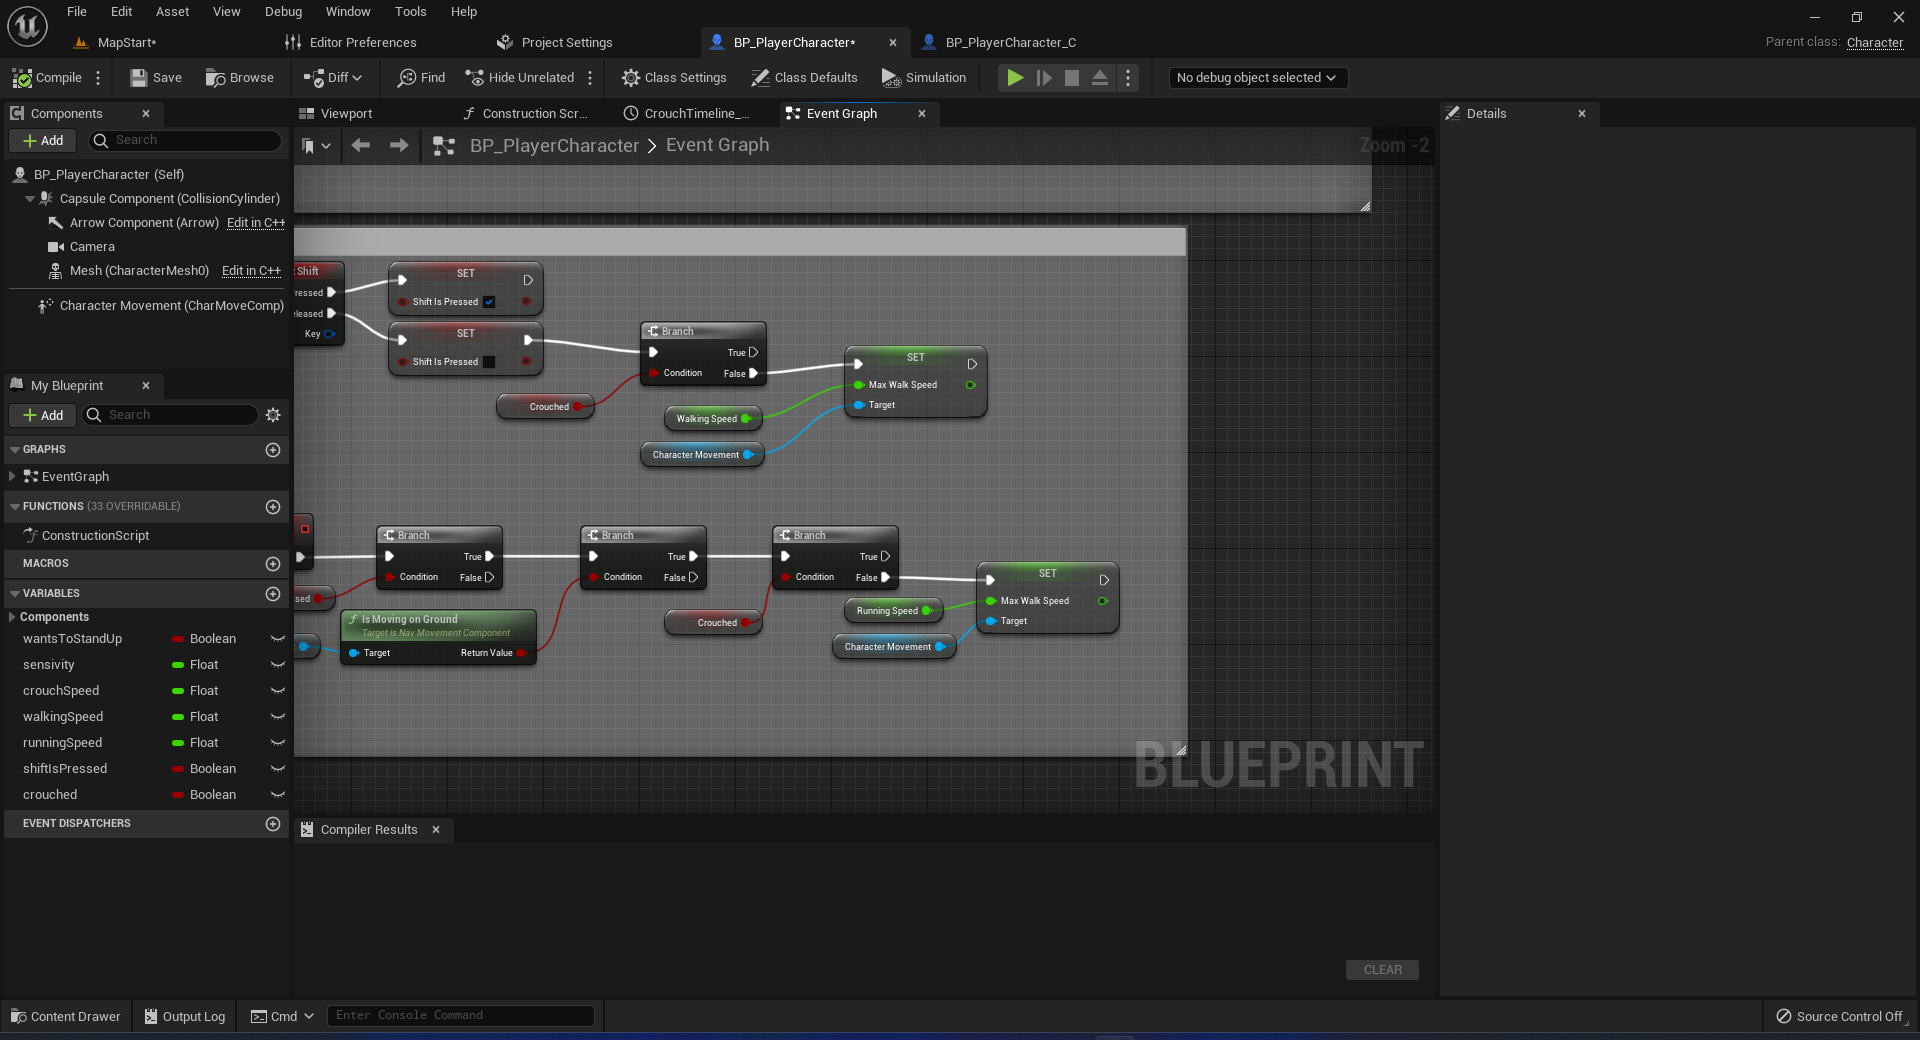 File Edit Asset View Debug Window Tools Help
MapStart* Editor Preferences Project Settings BP_PlayerCharacter* BP_PlayerCharacter_C
Parent class: Character
Compile Save Browse Diff Find Hide Unrelated Class Settings Class Defaults Simulation No debug object selected
Components
Add Search
BP_PlayerCharacter (Self)
Capsule Component (CollisionCylinder)
Arrow Component (Arrow) Edit in C++
Camera
Mesh (CharacterMesh0) Edit in C++
Character Movement (CharMoveComp)
My Blueprint
Add Search
GRAPHS
EventGraph
FUNCTIONS (33 OVERRIDABLE)
ConstructionScript
MACROS
VARIABLES
Components
wantsToStandUp Boolean
sensivity Float
crouchSpeed Float
walkingSpeed Float
runningSpeed Float
shiftIsPressed Boolean
crouched Boolean
EVENT DISPATCHERS
Viewport Construction Scr... CrouchTimeline_... Event Graph
BP_PlayerCharacter > Event Graph
Zoom -2
Shift
ressed
eleased
Key
SET
Shift Is Pressed
SET
Shift Is Pressed
Branch
True
Condition False
Crouched
SET
Max Walk Speed
Target
Walking Speed
Character Movement
sed
Branch
True
Condition False
Is Moving on Ground
Target is Nav Movement Component
Target Return Value
Branch
True
Condition False
Crouched
Branch
True
Condition False
Running Speed
Character Movement
SET
Max Walk Speed
Target
BLUEPRINT
Compiler Results
CLEAR
Details
Content Drawer Output Log Cmd Enter Console Command Source Control Off